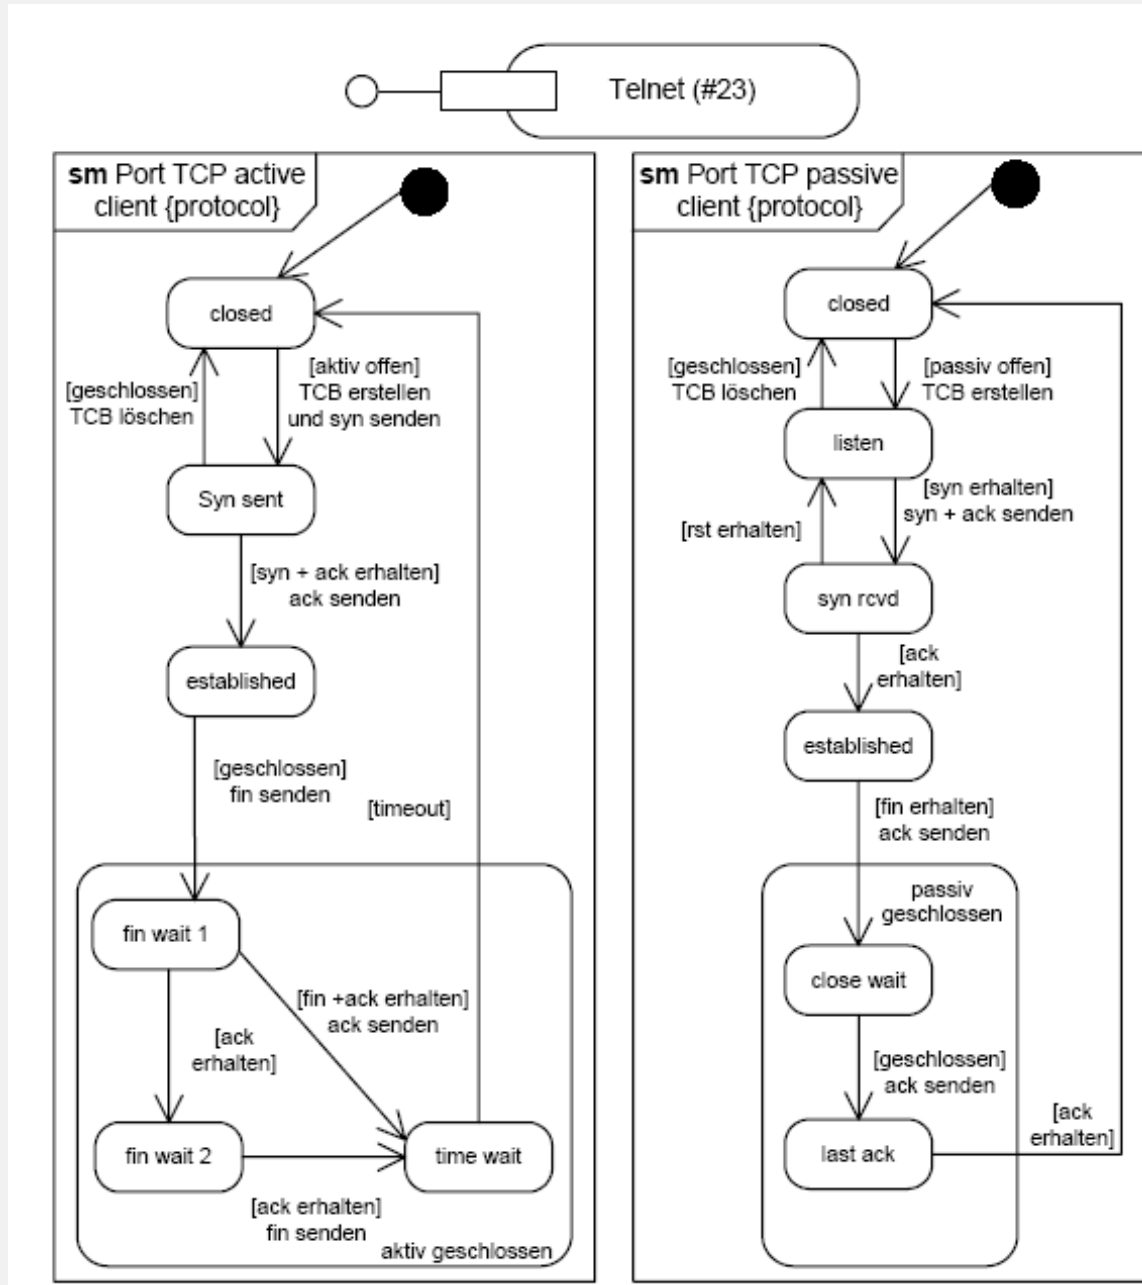 Telnet (#23)
sm Port TCP active
client {protocol}
closed
[geschlossen]
TCB löschen
[aktiv offen]
TCB erstellen
und syn senden
Syn sent
[syn + ack erhalten]
ack senden
established
[geschlossen]
fin senden
[timeout]
fin wait 1
[fin +ack erhalten]
ack senden
[ack
erhalten]
fin wait 2
time wait
[ack erhalten]
fin senden
aktiv geschlossen
sm Port TCP passive
client {protocol}
closed
[geschlossen]
TCB löschen
[passiv offen]
TCB erstellen
listen
[syn erhalten]
syn + ack senden
[rst erhalten]
syn rcvd
[ack
erhalten]
established
[fin erhalten]
ack senden
passiv
geschlossen
close wait
[geschlossen]
ack senden
last ack
[ack
erhalten]